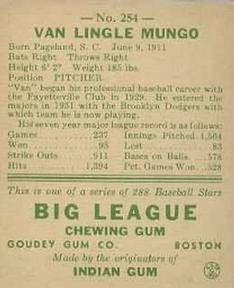 — No. 254 —
VAN LINGLE MUNGO
Born Pageland, S. C. June 9, 1911
Bats Right Throws Right
Height 6' 2" Weight 185 lbs.
Position PITCHER
"Van" began his professional baseball career with
the Fayetteville Club in 1929. He entered the
majors in 1931 with the Brooklyn Dodgers with
which team he is now playing.
His seven year major league record is as follows:
Games 237 Innings Pitched 1,564
Won 93 Lost 83
Strike Outs 911 Bases on Balls 578
Hits 1,394 Pct. Games Won 528
This is one of a series of 288 Baseball Stars
BIG LEAGUE
CHEWING GUM
GOUDEY GUM CO. BOSTON
Made by the originators of
INDIAN GUM